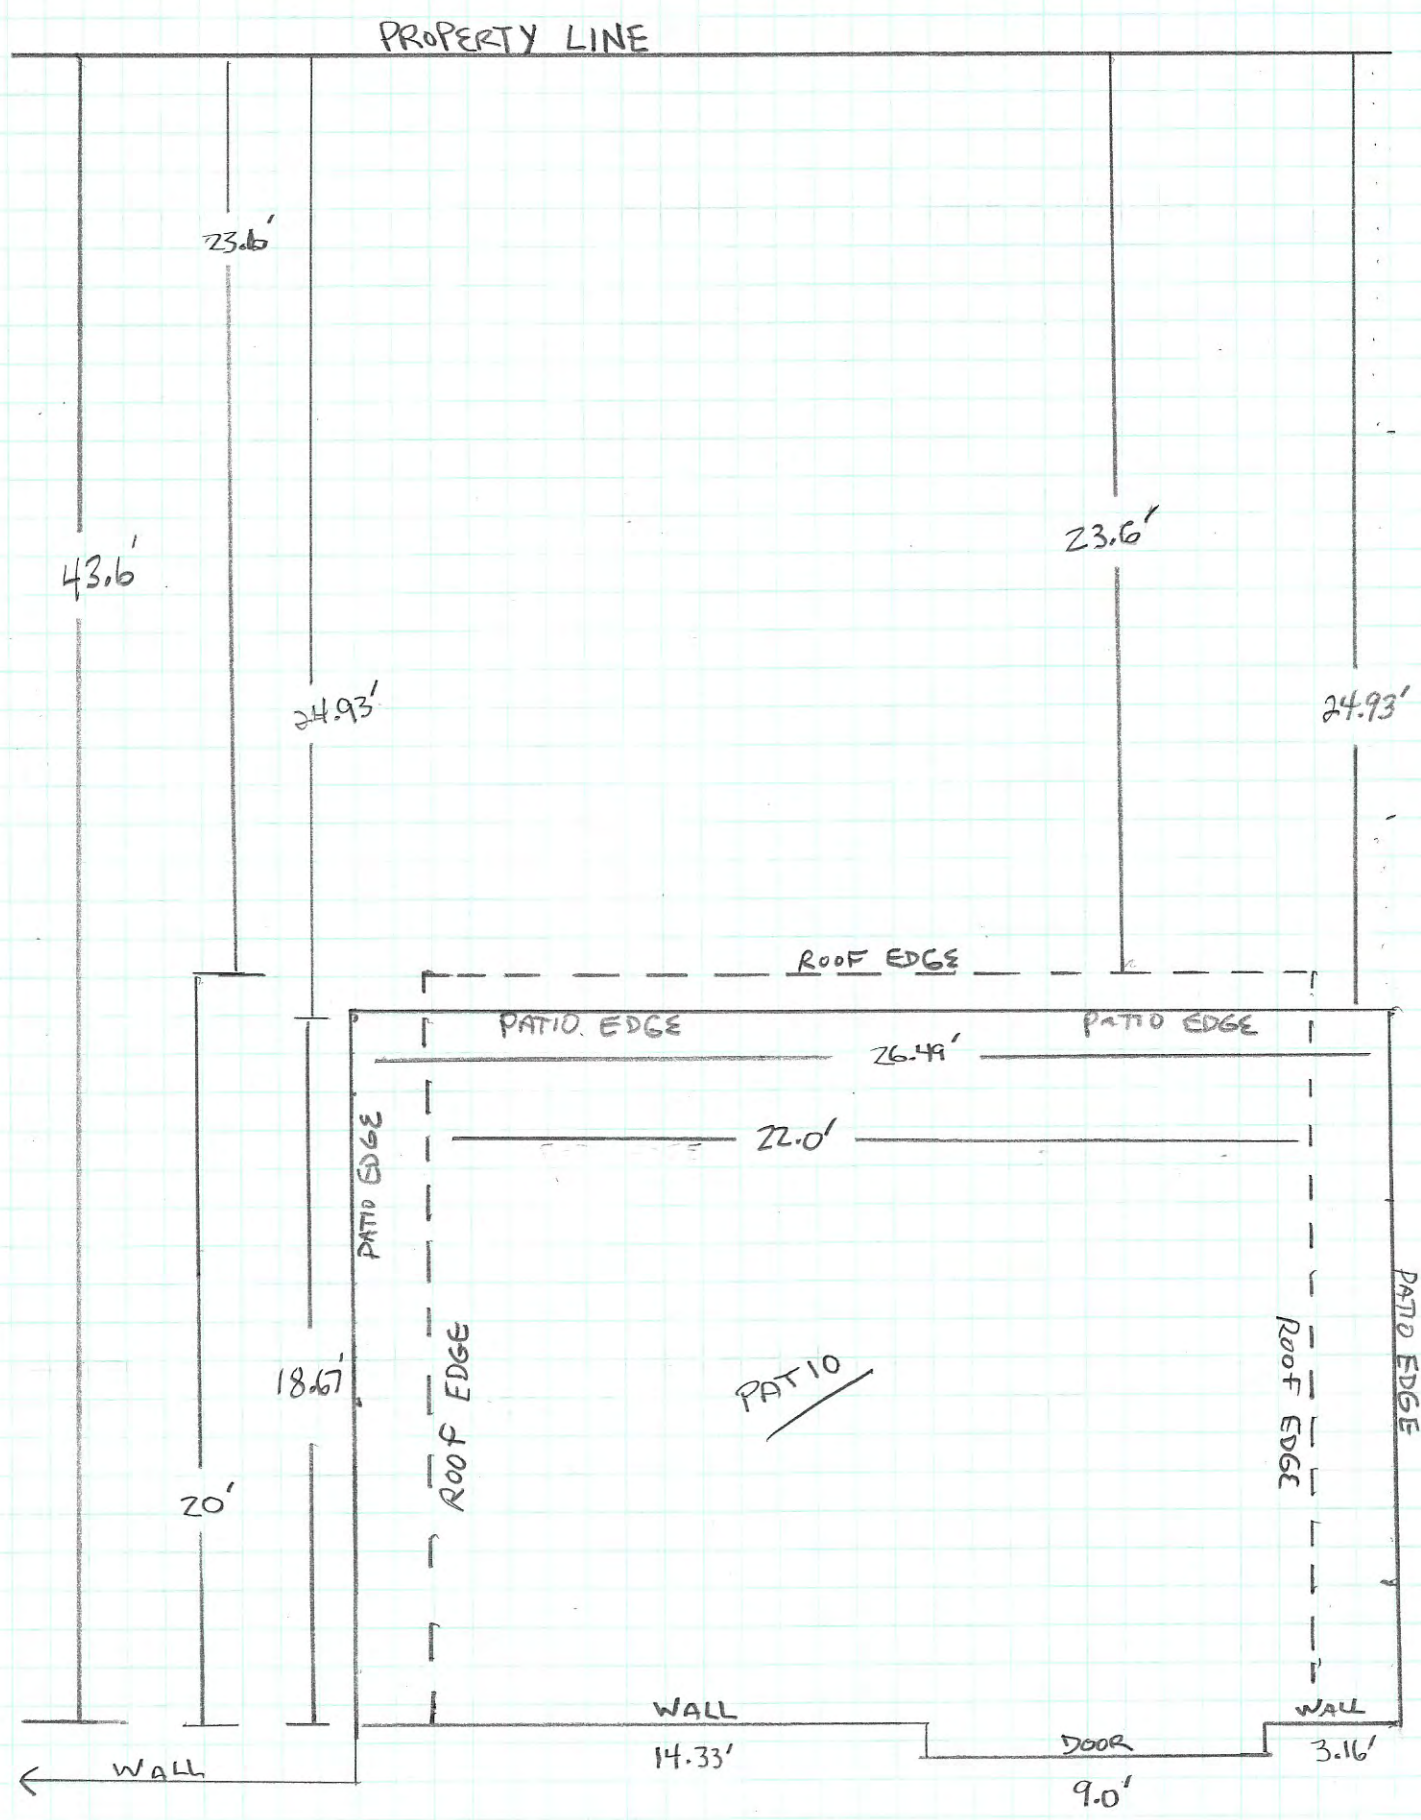 PROPERTY LINE
23.6'
23.6'
43.6'
24.93'
24.93'
ROOF EDGE
PATIO EDGE
PATIO EDGE
26.49'
22.0'
PATIO EDGE
PATIO EDGE
ROOF EDGE
ROOF EDGE
PATIO
18.67'
20'
WALL
WALL
14.33'
DOOR
3.16'
WALL
9.0'